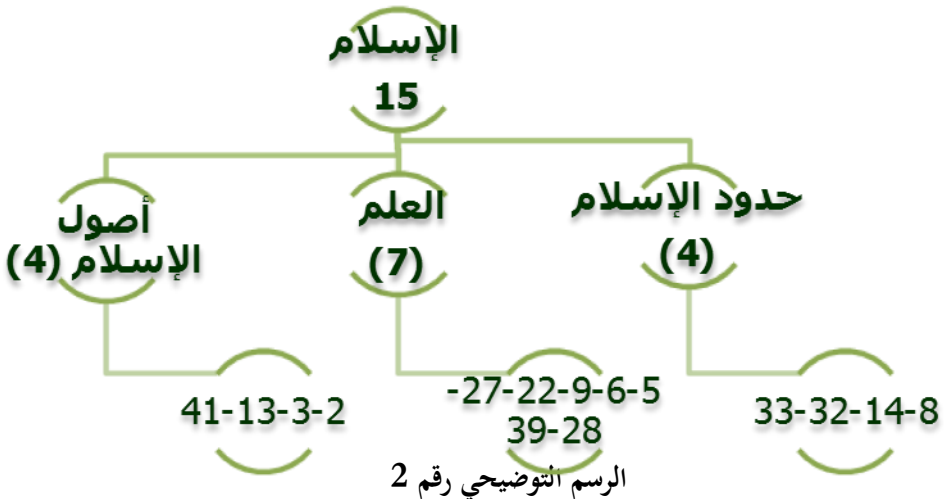 الإسلام
15
حدود الإسلام
(4)
العلم
(7)
أصول
الإسلام (4)
33-32-14-8
-27-22-9-6-5
39-28
41-13-3-2
الرسم التوضيحي رقم 2